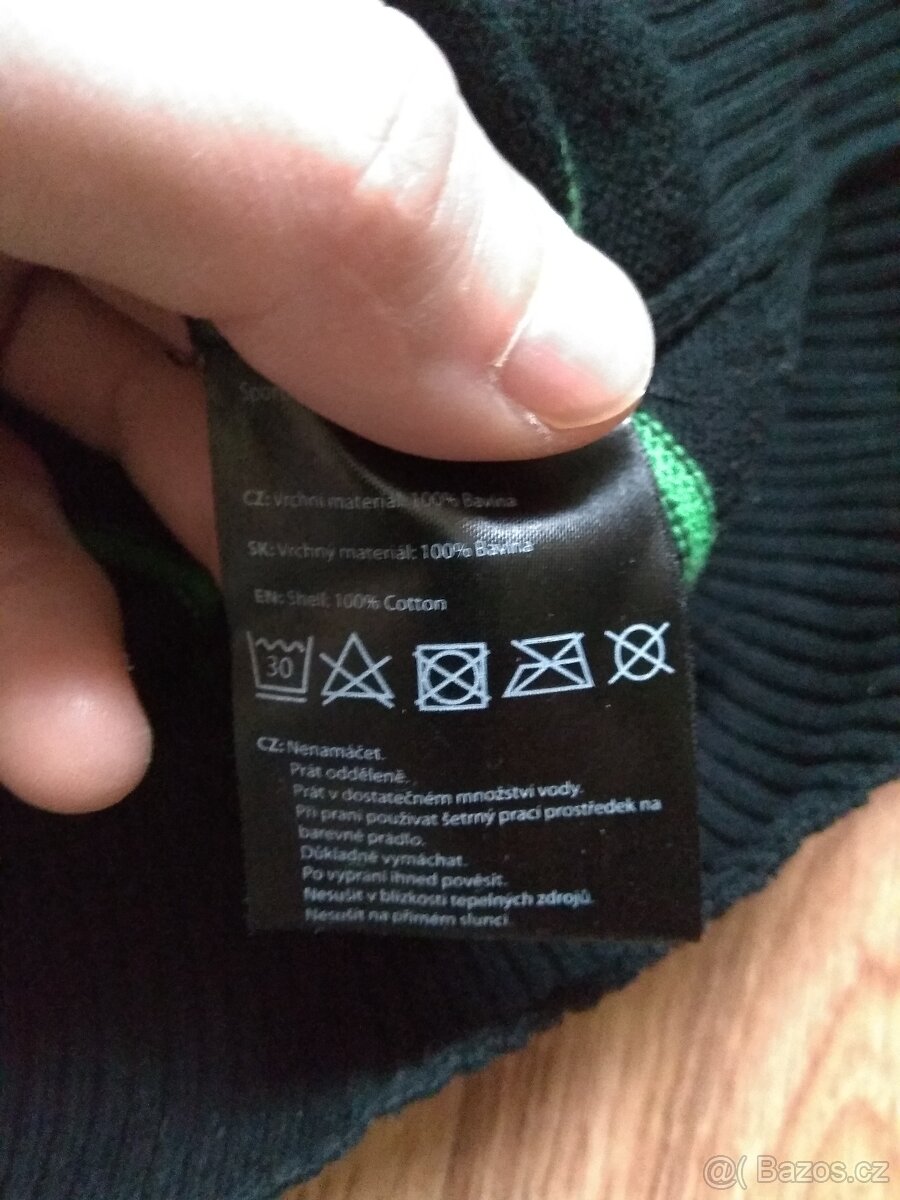 CZ: Vrchní materiál: 100% Bavlna
SK: Vrchný materiál: 100% Bavlna
EN: Shell: 100% Cotton
30
CZ: Nenamáčet.
Prát odděleně.
Prát v dostatečném množství vody.
Při praní používat šetrný prací prostředek na
barevné prádlo.
Důkladně vymáchat.
Po vyprání ihned pověsit.
Nesušit v blízkosti tepelných zdrojů.
Nesušit na přímém slunci.
@( Bazos.cz